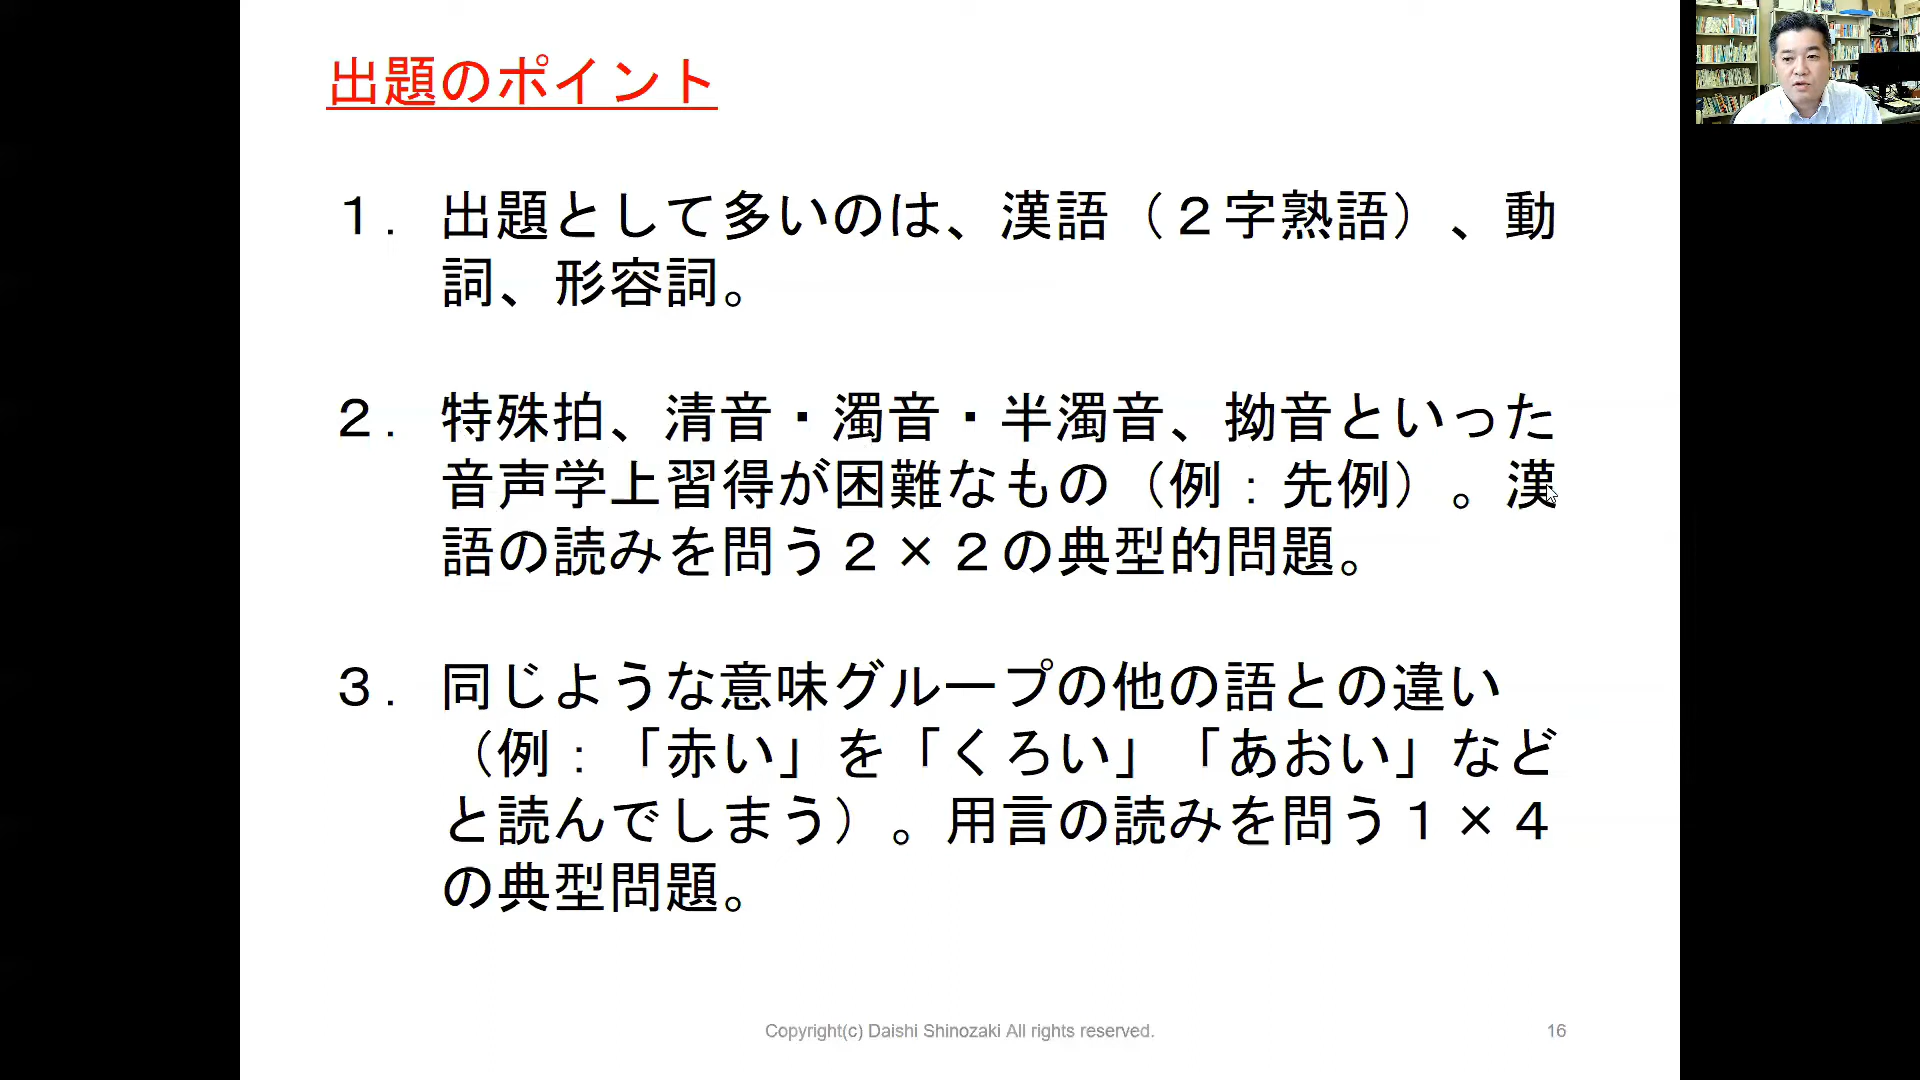 出題のポイント
１. 出題として多いのは、漢語（２字熟語）、動
詞、形容詞。
２. 特殊拍、清音・濁音・半濁音、拗音といった
音声学上習得が困難なもの（例：先例）。漢
語の読みを問う２×２の典型的問題。
３. 同じような意味グループの他の語との違い
（例：「赤い」を「くろい」「あおい」など
と読んでしまう）。用言の読みを問う１×４
の典型問題。
Copyright(c) Daishi Shinozaki All rights reserved.
16